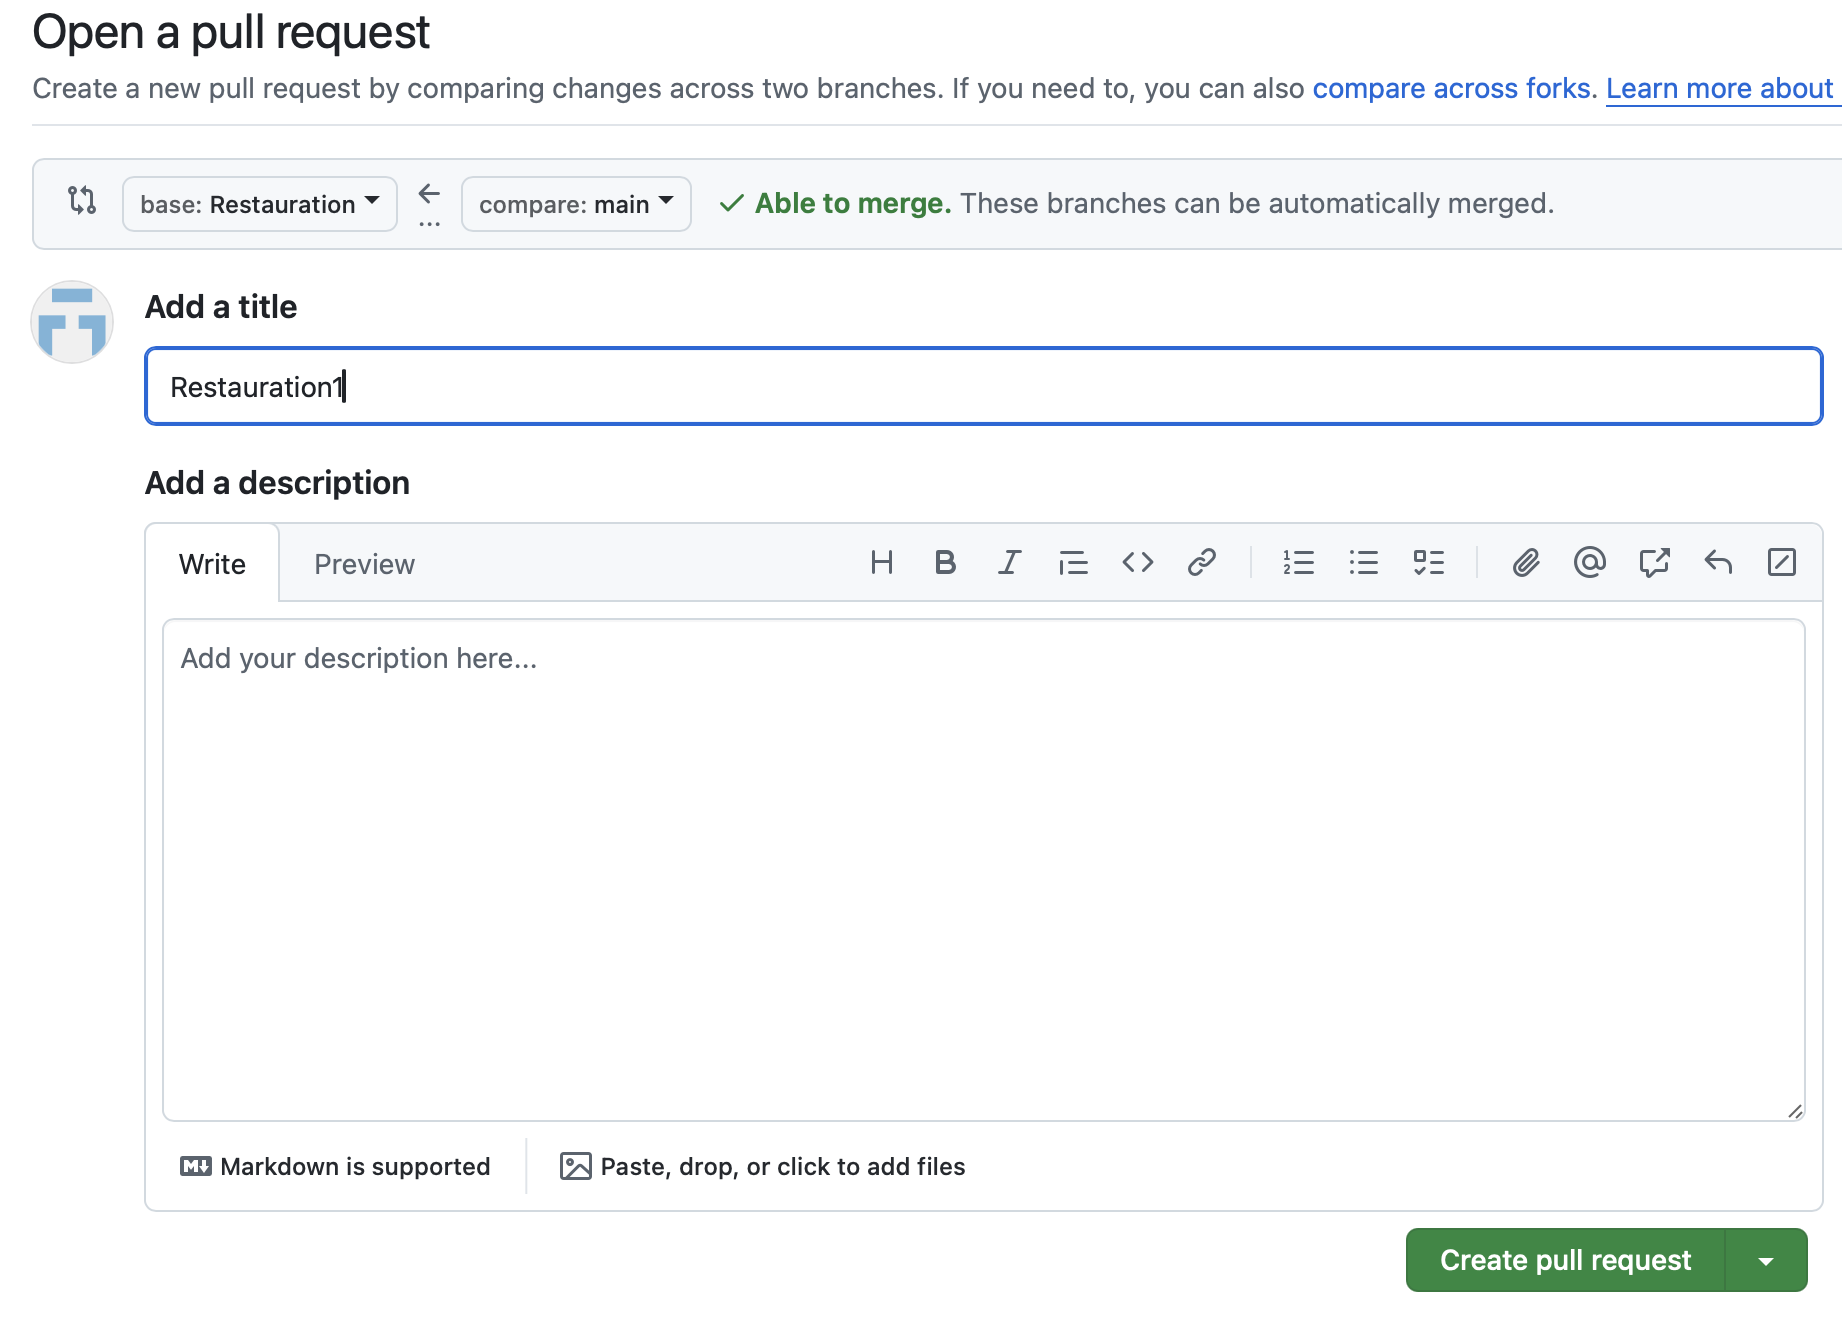 Open a pull request
Create a new pull request by comparing changes across two branches. If you need to, you can also compare across forks. Learn more about
base: Restauration ← ... compare: main ✓ Able to merge. These branches can be automatically merged.
Add a title
Restauration1
Add a description
Write Preview
Add your description here...
Markdown is supported Paste, drop, or click to add files
Create pull request